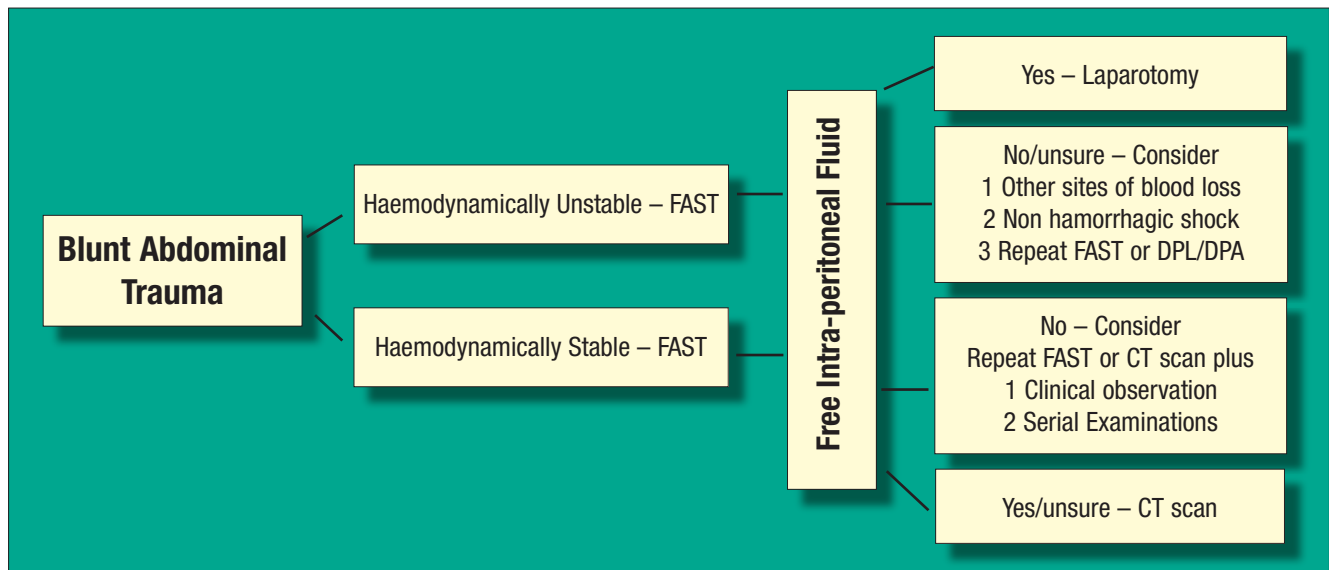 Blunt Abdominal
Trauma
Haemodynamically Unstable – FAST
Haemodynamically Stable – FAST
Free Intra-peritoneal Fluid
Yes – Laparotomy
No/unsure – Consider
1 Other sites of blood loss
2 Non hamorrhagic shock
3 Repeat FAST or DPL/DPA
No – Consider
Repeat FAST or CT scan plus
1 Clinical observation
2 Serial Examinations
Yes/unsure – CT scan